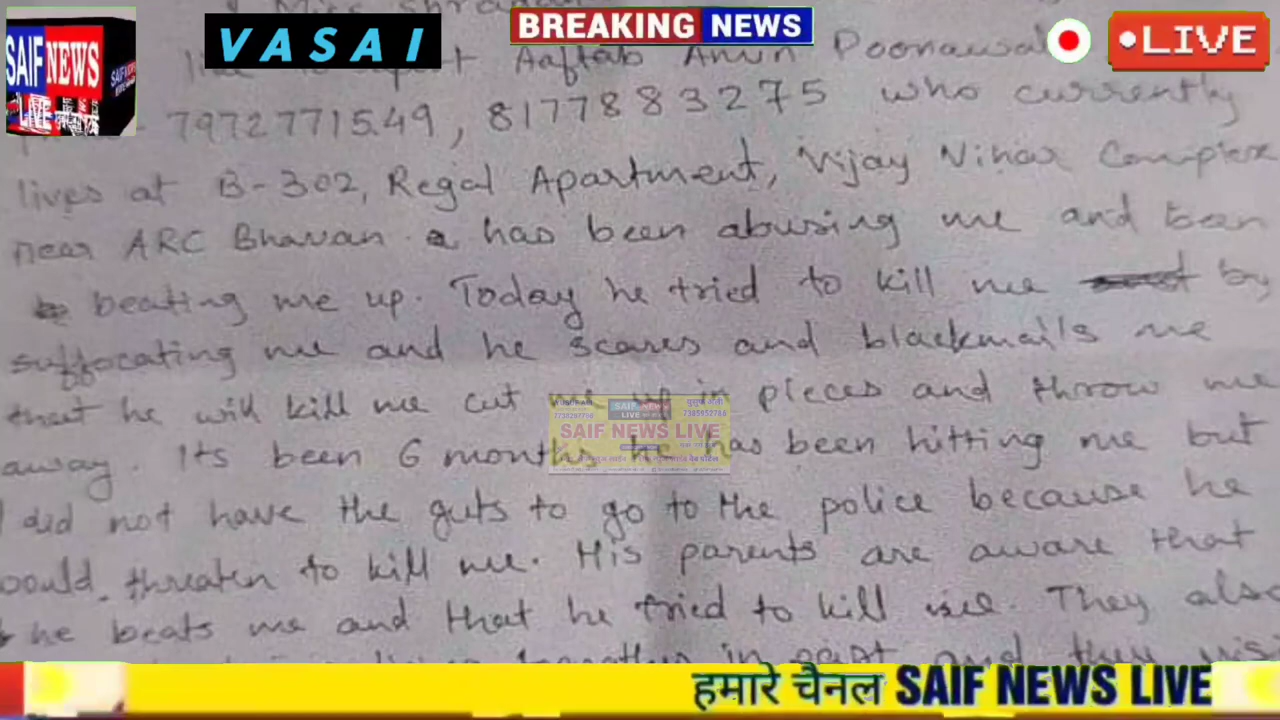 SAIF NEWS
LIVE
VASAI
BREAKING NEWS
LIVE
Aaftab Amin
7972771549, 8177883275 who currently
lives at B-302, Regal Apartment, Vijay Vihar Complex
near ARC Bhavan. has been abusing me and been
beating me up. Today he tried to kill me by
suffocating me and he scares and blackmails me
that he will kill me cut me up in pieces and throw me
away. Its been 6 months he has been hitting me but
I did not have the guts to go to the police because he
would threaten to kill me. His parents are aware that
he beats me and that he tried to kill me. They also
SAIF NEWS LIVE
हमारे चैनल SAIF NEWS LIVE